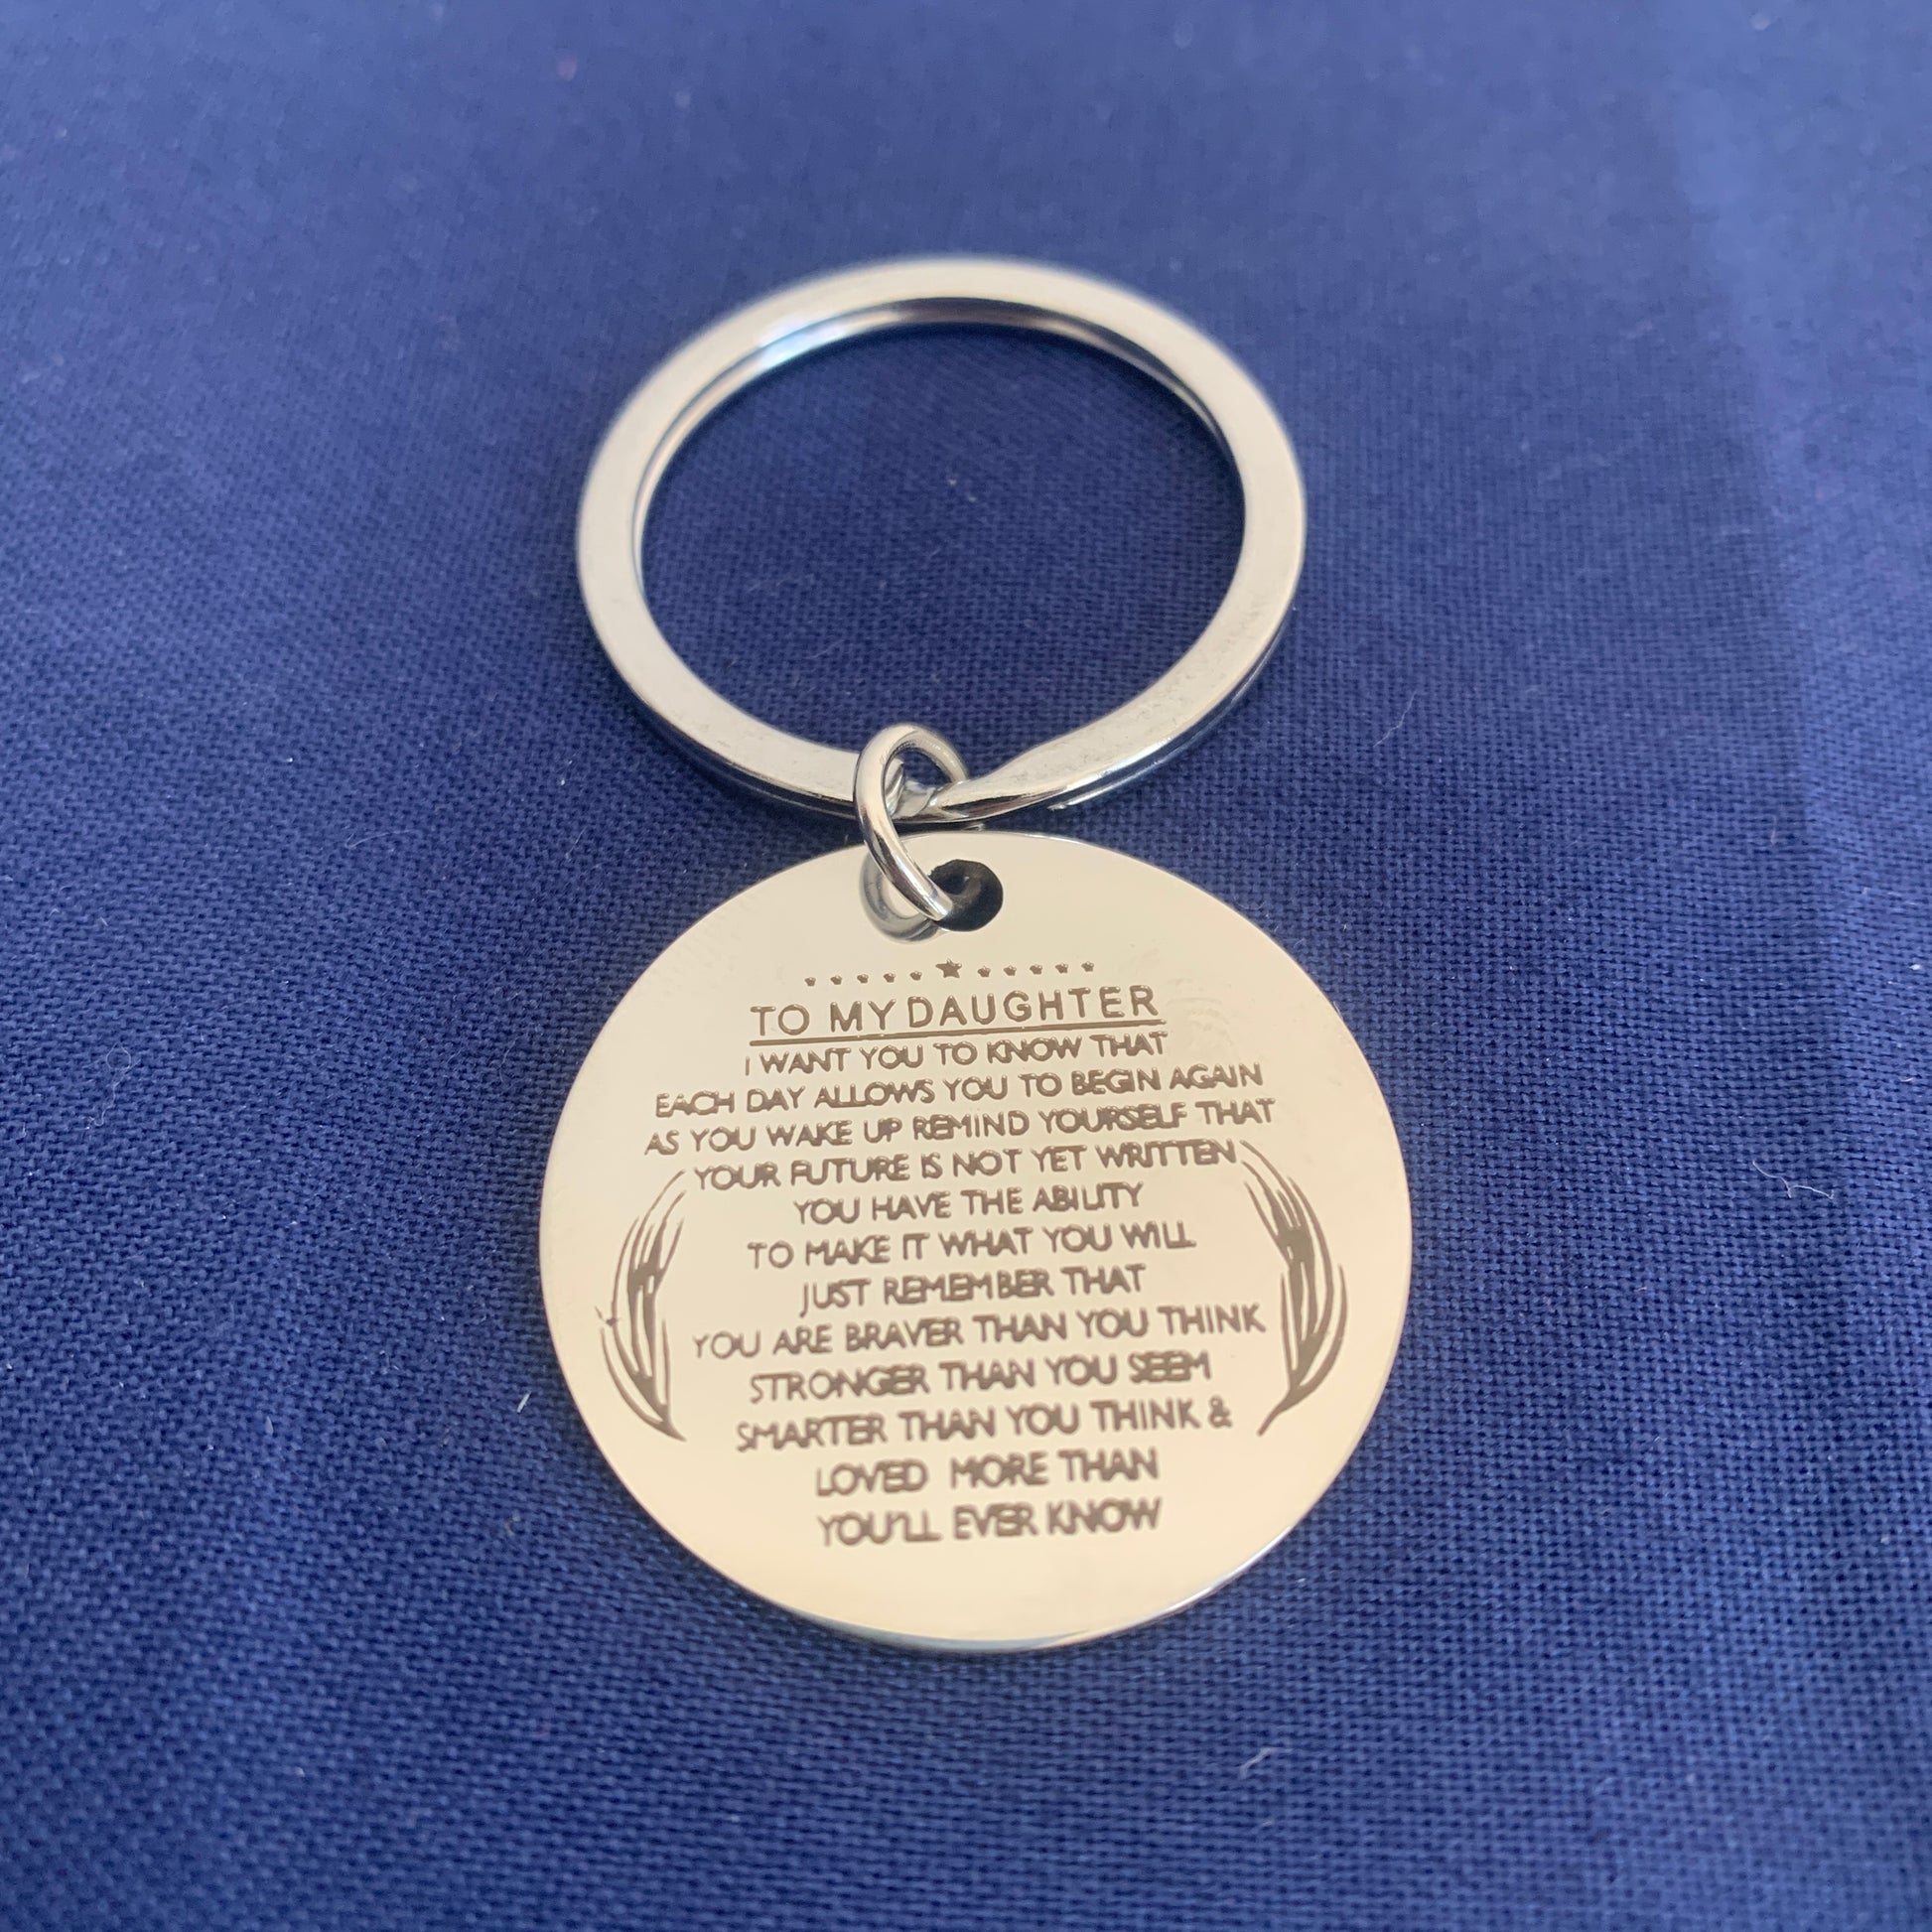 TO MY DAUGHTER
I WANT YOU TO KNOW THAT
EACH DAY ALLOWS YOU TO BEGIN AGAIN
AS YOU WAKE UP REMIND YOURSELF THAT
YOUR FUTURE IS NOT YET WRITTEN
YOU HAVE THE ABILITY
TO MAKE IT WHAT YOU WILL
JUST REMEMBER THAT
YOU ARE BRAVER THAN YOU THINK
STRONGER THAN YOU SEEM
SMARTER THAN YOU THINK &
LOVED MORE THAN
YOU'LL EVER KNOW